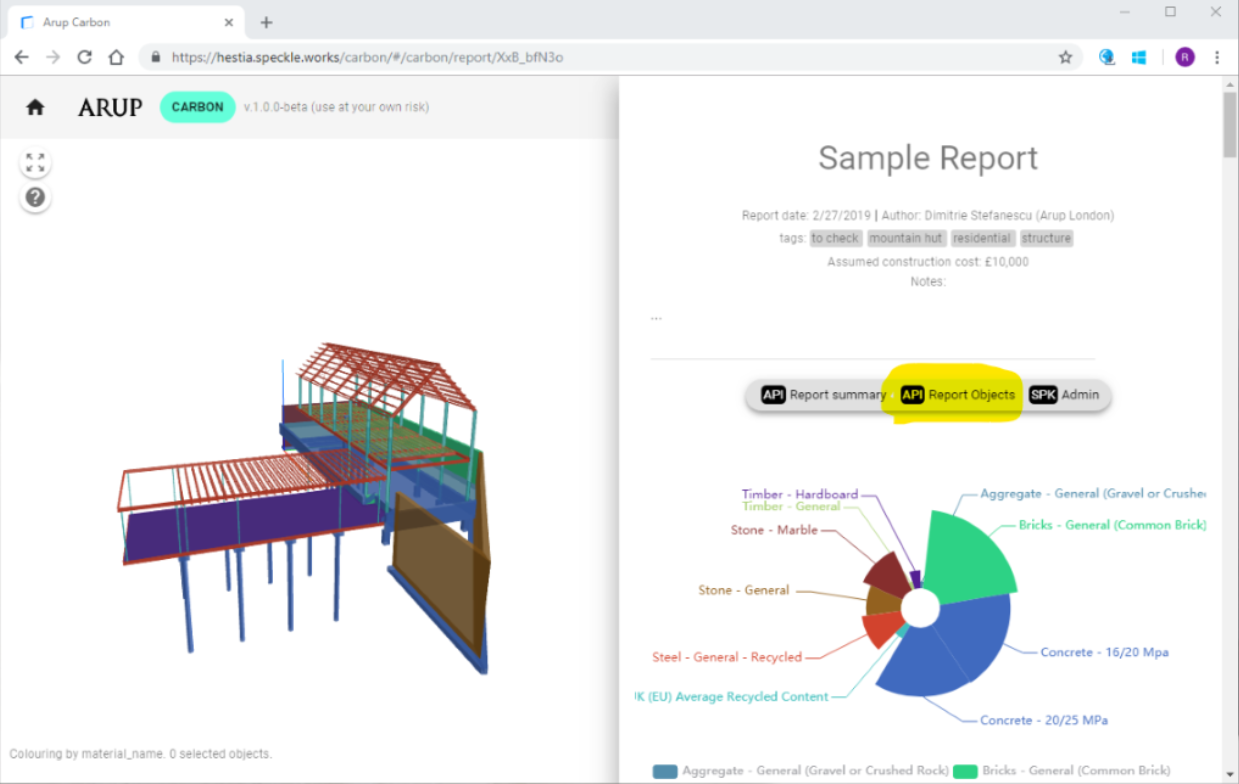 Arup Carbon
https://hestia.speckle.works/carbon/#/carbon/report/XxB_bfN3o
R
ARUP CARBON v.1.0.0-beta (use at your own risk)
Sample Report
Report date: 2/27/2019 | Author: Dimitrie Stefanescu (Arup London)
tags: to check mountain hut residential structure
Assumed construction cost: £10,000
Notes:
...
API Report summary API Report Objects SPK Admin
Timber - Hardboard
Timber - General
Stone - Marble
Stone - General
Steel - General - Recycled
K (EU) Average Recycled Content
Aggregate - General (Gravel or Crushe
Bricks - General (Common Brick)
Concrete - 16/20 Mpa
Concrete - 20/25 MPa
Colouring by material_name. 0 selected objects.
Aggregate - General (Gravel or Crushed Rock) Bricks - General (Common Brick)